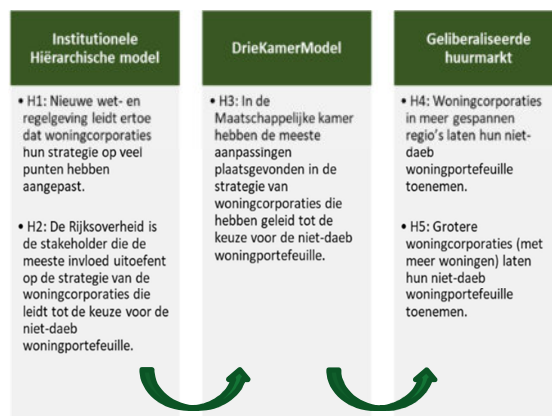 Institutionele
Hiërarchische model
• H1: Nieuwe wet- en
regelgeving leidt ertoe
dat woningcorporaties
hun strategie op veel
punten hebben
aangepast.
• H2: De Rijksoverheid is
de stakeholder die de
meeste invloed uitoefent
op de strategie van de
woningcorporaties die
leidt tot de keuze voor de
niet-daeb
woningportefeuille.
DrieKamerModel
• H3: In de
Maatschappelijke kamer
hebben de meeste
aanpassingen
plaatsgevonden in de
strategie van
woningcorporaties die
hebben geleid tot de
keuze voor de niet-daeb
woningportefeuille.
Geliberaliseerde
huurmarkt
• H4: Woningcorporaties
in meer gespannen
regio's laten hun niet-
daeb
woningportefeuille
toenemen.
• H5: Grotere
woningcorporaties (met
meer woningen) laten
hun niet-daeb
woningportefeuille
toenemen.